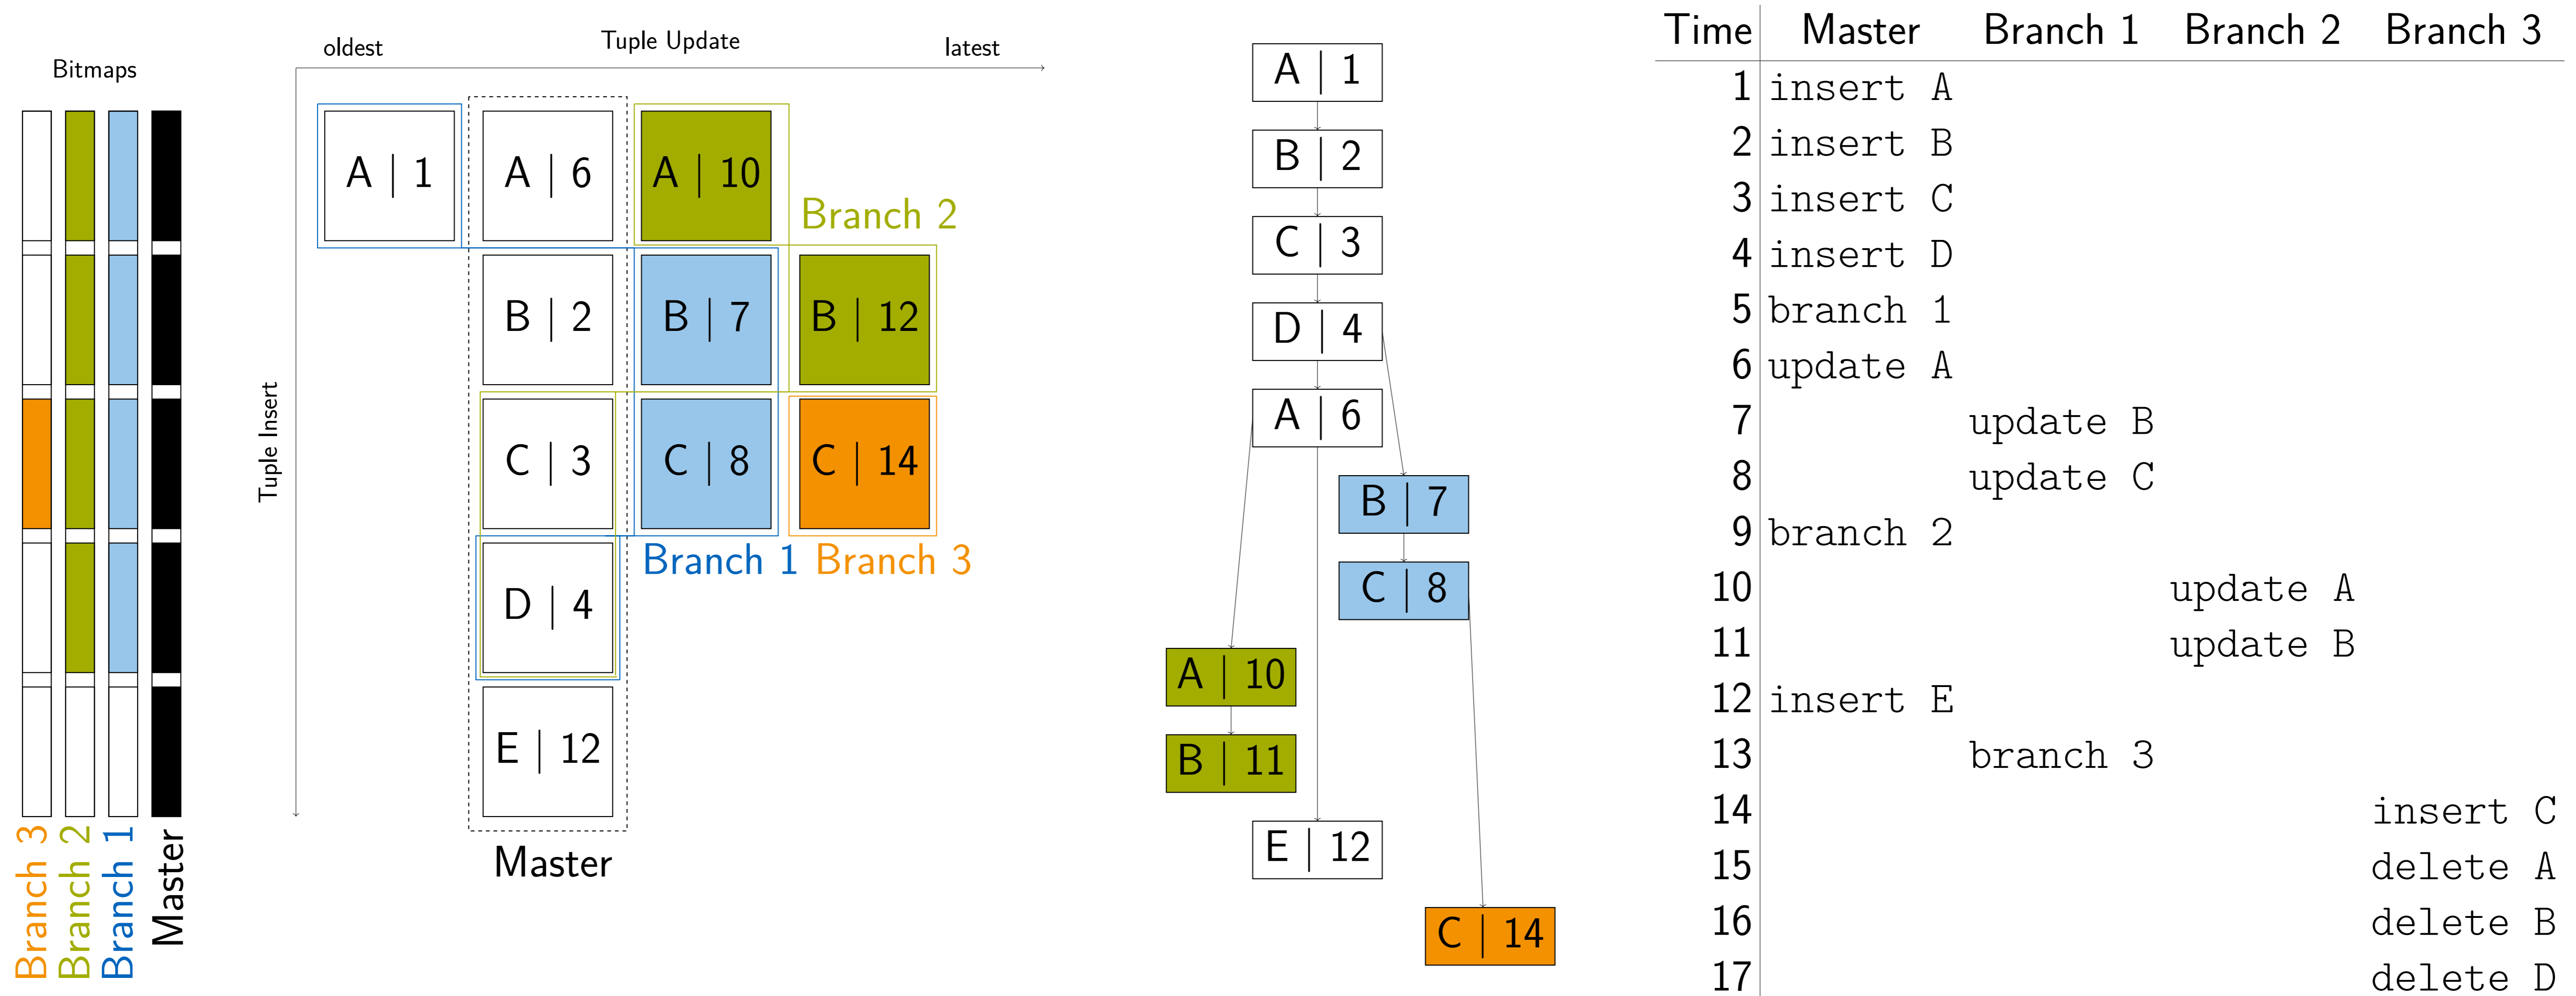 Bitmaps
Branch 3
Branch 2
Branch 1
Master
oldest
Tuple Update
latest
Tuple Insert
A | 1
A | 6
A | 10
Branch 2
B | 2
B | 7
B | 12
C | 3
C | 8
C | 14
Branch 1
Branch 3
D | 4
E | 12
Master
A | 1
B | 2
C | 3
D | 4
A | 6
B | 7
C | 8
A | 10
B | 11
E | 12
C | 14
Time Master Branch 1 Branch 2 Branch 3
1 insert A
2 insert B
3 insert C
4 insert D
5 branch 1
6 update A
7 update B
8 update C
9 branch 2
10 update A
11 update B
12 insert E
13 branch 3
14 insert C
15 delete A
16 delete B
17 delete D